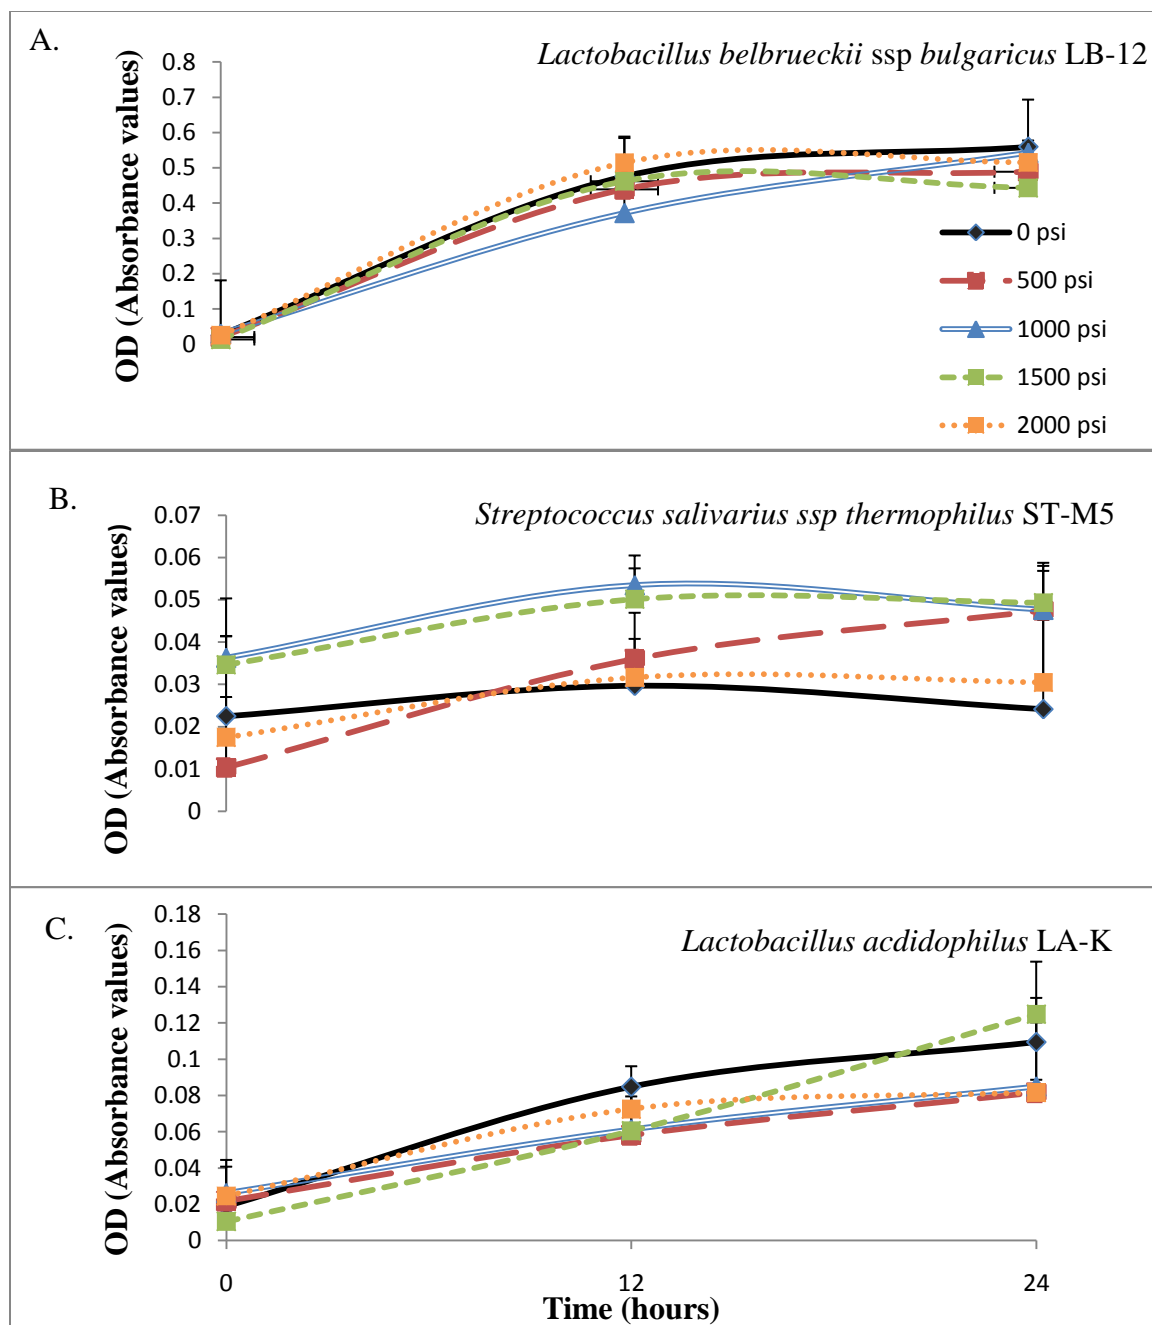 A.
Lactobacillus belbrueckii ssp bulgaricus LB-12
OD (Absorbance values)
0.8
0.7
0.6
0.5
0.4
0.3
0.2
0.1
0
0 psi
500 psi
1000 psi
1500 psi
2000 psi
B.
Streptococcus salivarius ssp thermophilus ST-M5
OD (Absorbance values)
0.07
0.06
0.05
0.04
0.03
0.02
0.01
0
C.
Lactobacillus acdidophilus LA-K
OD (Absorbance values)
0.18
0.16
0.14
0.12
0.1
0.08
0.06
0.04
0.02
0
0 12 24
Time (hours)